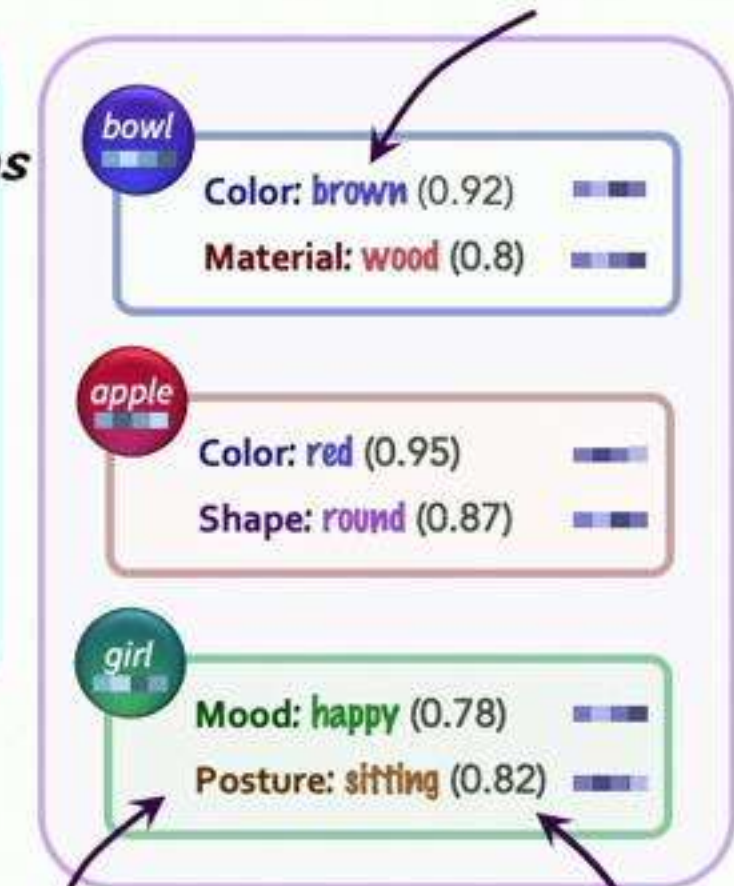 bowl
Color: brown (0.92)
Material: wood (0.8)
apple
Color: red (0.95)
Shape: round (0.87)
girl
Mood: happy (0.78)
Posture: sitting (0.82)